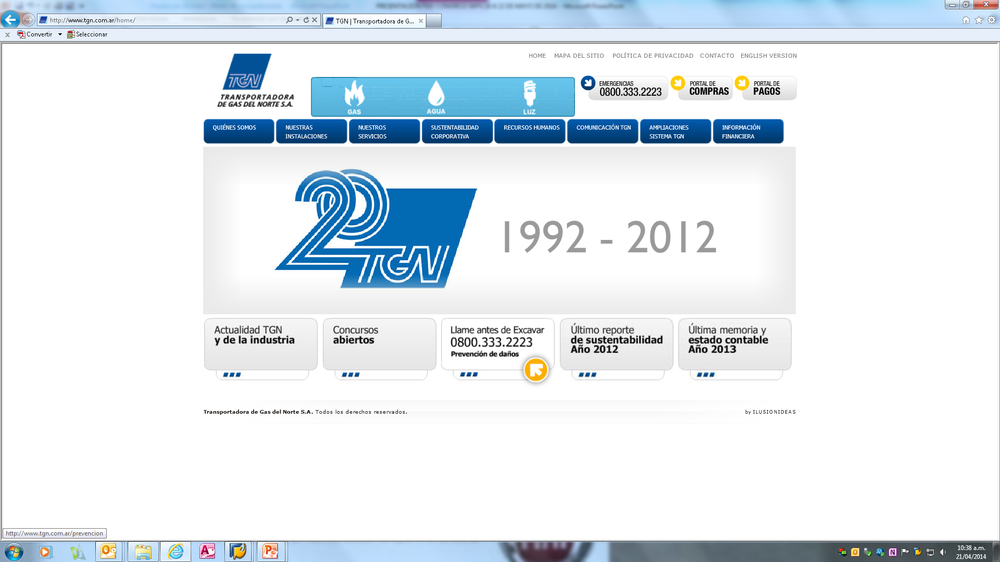 http://www.tgn.com.ar/home/
TGN | Transportadora de G...
x Convertir Seleccionar
HOME MAPA DEL SITIO POLÍTICA DE PRIVACIDAD CONTACTO ENGLISH VERSION
TGN
TRANSPORTADORA
DE GAS DEL NORTE S.A.
GAS AGUA LUZ
EMERGENCIAS
0800.333.2223
PORTAL DE
COMPRAS
PORTAL DE
PAGOS
QUIÉNES SOMOS
NUESTRAS
INSTALACIONES
NUESTROS
SERVICIOS
SUSTENTABILIDAD
CORPORATIVA
RECURSOS HUMANOS
COMUNICACIÓN TGN
AMPLIACIONES
SISTEMA TGN
INFORMACIÓN
FINANCIERA
20
TGN
1992 - 2012
Actualidad TGN
y de la industria
Concursos
abiertos
Llame antes de Excavar
0800.333.2223
Prevención de daños
Último reporte
de sustentabilidad
Año 2012
Última memoria y
estado contable
Año 2013
Transportadora de Gas del Norte S.A. Todos los derechos reservados.
by ILUSIONIDEAS
http://www.tgn.com.ar/prevencion
10:38 a.m.
21/04/2014